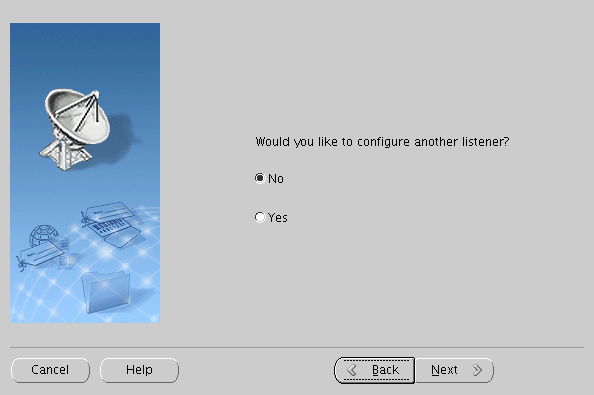 Would you like to configure another listener?
No
Yes
Cancel
Help
Back
Next